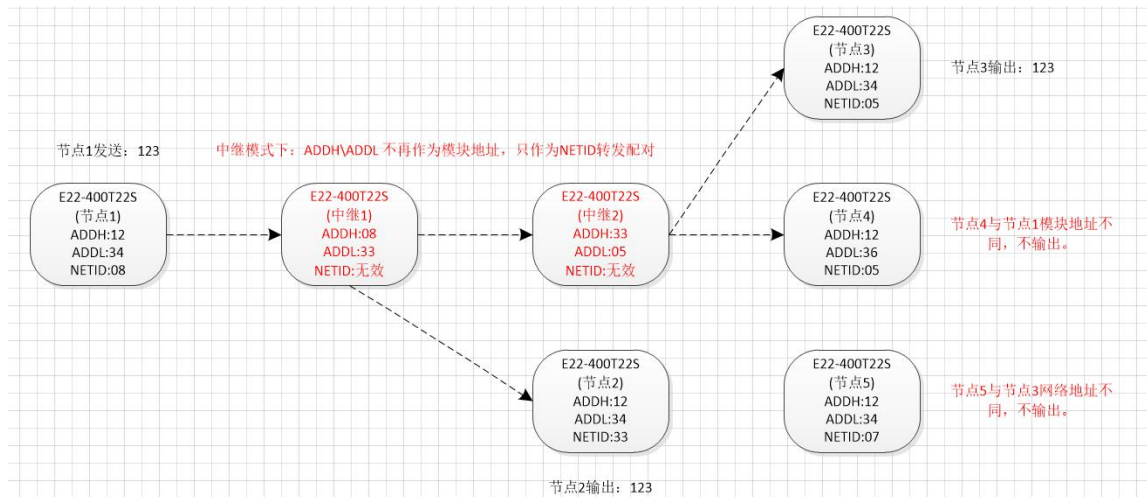 E22-400T22S
(节点3)
ADDH:12
ADDL:34
NETID:05
节点3输出：123
节点1发送：123
中继模式下：ADDH\ADDL 不再作为模块地址，只作为NETID转发配对
E22-400T22S
(节点1)
ADDH:12
ADDL:34
NETID:08
E22-400T22S
(中继1)
ADDH:08
ADDL:33
NETID:无效
E22-400T22S
(中继2)
ADDH:33
ADDL:05
NETID:无效
E22-400T22S
(节点4)
ADDH:12
ADDL:36
NETID:05
节点4与节点1模块地址不
同，不输出。
E22-400T22S
(节点2)
ADDH:12
ADDL:34
NETID:33
E22-400T22S
(节点5)
ADDH:12
ADDL:34
NETID:07
节点5与节点3网络地址不
同，不输出。
节点2输出：123